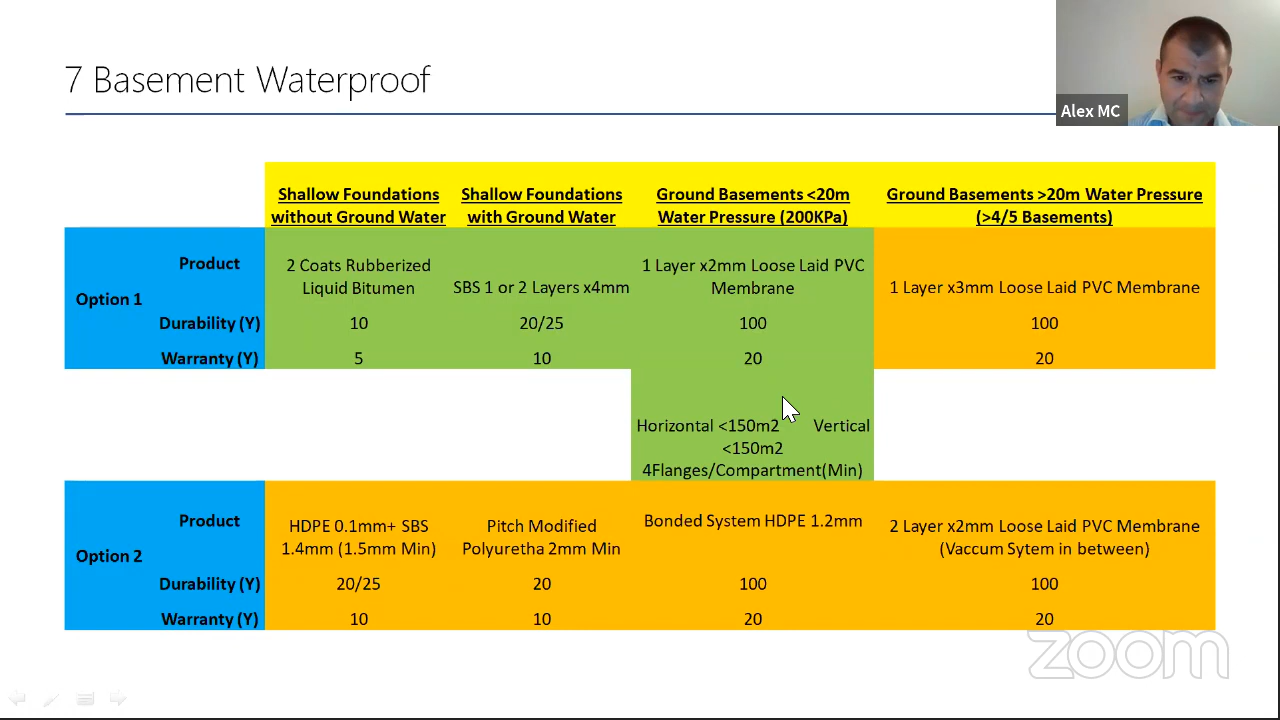 7 Basement Waterproof
Alex MC
Shallow Foundations
without Ground Water
Shallow Foundations
with Ground Water
Ground Basements <20m
Water Pressure (200KPa)
Ground Basements >20m Water Pressure
(>4/5 Basements)
Option 1
Product
2 Coats Rubberized
Liquid Bitumen
SBS 1 or 2 Layers x4mm
1 Layer x2mm Loose Laid PVC
Membrane
1 Layer x3mm Loose Laid PVC Membrane
Durability (Y)
10
20/25
100
100
Warranty (Y)
5
10
20
20
Horizontal <150m2 Vertical
<150m2
4Flanges/Compartment(Min)
Option 2
Product
HDPE 0.1mm+ SBS
1.4mm (1.5mm Min)
Pitch Modified
Polyuretha 2mm Min
Bonded System HDPE 1.2mm
2 Layer x2mm Loose Laid PVC Membrane
(Vaccum Sytem in between)
Durability (Y)
20/25
20
100
100
Warranty (Y)
10
10
20
20
zoom